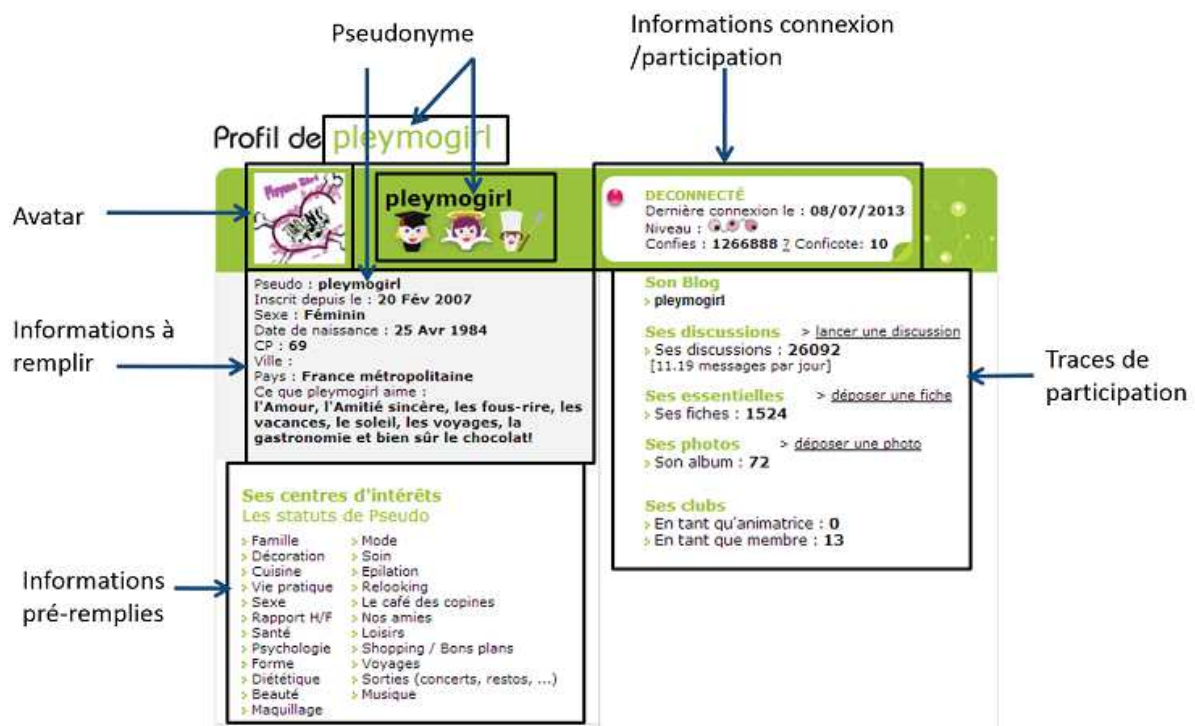 Pseudonyme
Informations connexion
/participation
Profil de pleymogirl
Avatar
pleymogirl
DECONNECTÉ
Dernière connexion le : 08/07/2013
Niveau :
Confies : 1266888 ? Conficote: 10
Informations à
remplir
Pseudo : pleymogirl
Inscrit depuis le : 20 Fév 2007
Sexe : Féminin
Date de naissance : 25 Avr 1984
CP : 69
Ville :
Pays : France métropolitaine
Ce que pleymogirl aime :
l'Amour, l'Amitié sincère, les fous-rire, les
vacances, le soleil, les voyages, la
gastronomie et bien sûr le chocolat!
Son Blog
> pleymogirl
Ses discussions > lancer une discussion
> Ses discussions : 26092
[11.19 messages par jour]
Ses essentielles > déposer une fiche
> Ses fiches : 1524
Ses photos > déposer une photo
> Son album : 72
Ses clubs
> En tant qu'animatrice : 0
> En tant que membre : 13
Traces de
participation
Informations
pré-remplies
Ses centres d'intérêts
Les statuts de Pseudo
> Famille
> Décoration
> Cuisine
> Vie pratique
> Sexe
> Rapport H/F
> Santé
> Psychologie
> Forme
> Diététique
> Beauté
> Maquillage
> Mode
> Soin
> Epilation
> Relooking
> Le café des copines
> Nos amies
> Loisirs
> Shopping / Bons plans
> Voyages
> Sorties (concerts, restos, ...)
> Musique